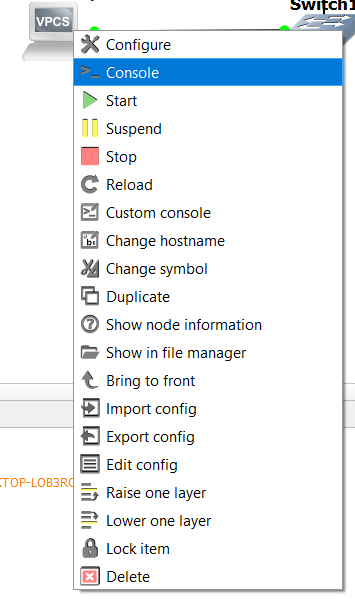 Switch1
VPCS
Configure
Console
Start
Suspend
Stop
Reload
Custom console
Change hostname
Change symbol
Duplicate
Show node information
Show in file manager
Bring to front
Import config
Export config
Edit config
KTOP-LOB3RO
Raise one layer
Lower one layer
Lock item
Delete